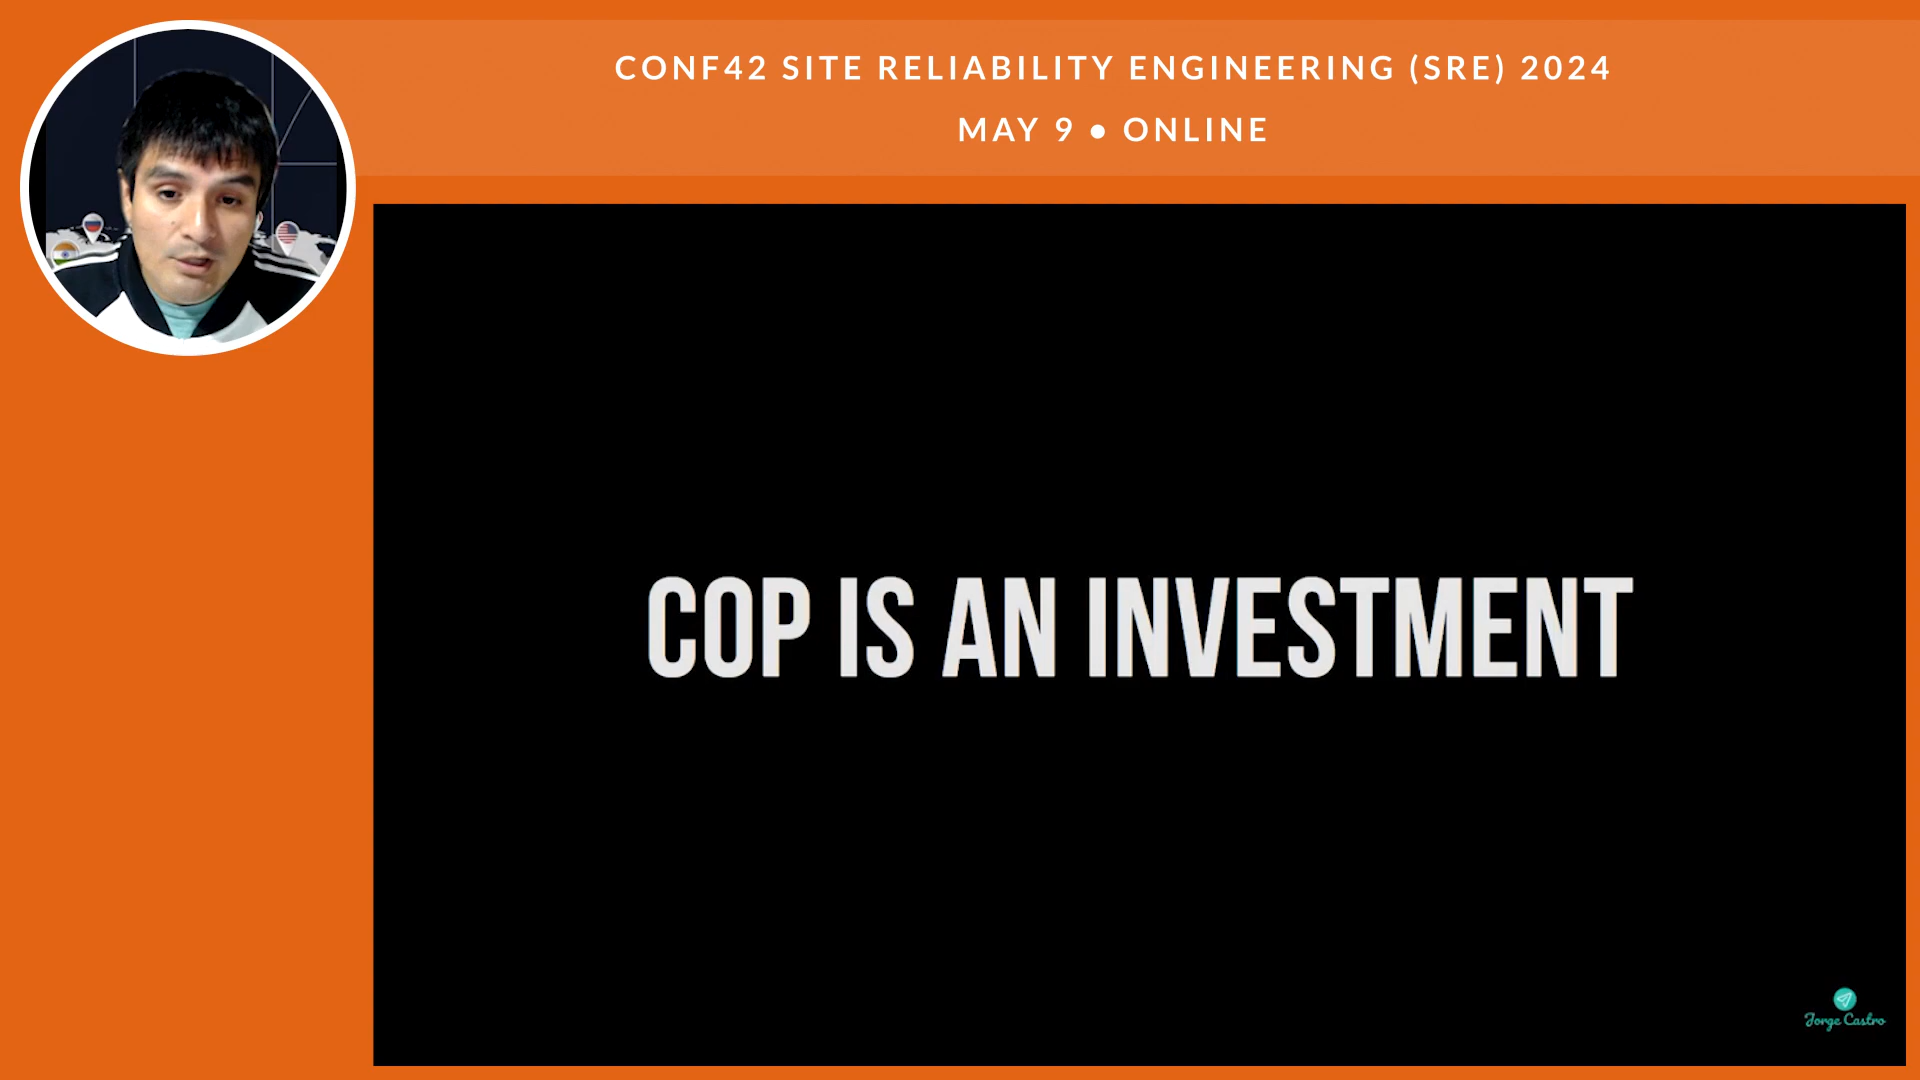 CONF42 SITE RELIABILITY ENGINEERING (SRE) 2024
MAY 9 • ONLINE
COP IS AN INVESTMENT
Jorge Castro